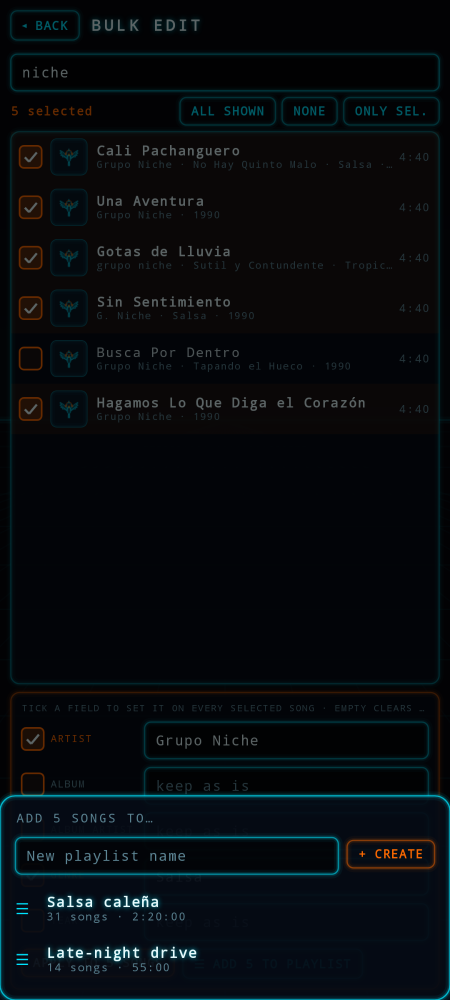 ◂ BACK BULK EDIT
niche
5 selected ALL SHOWN NONE ONLY SEL.
Cali Pachanguero
Grupo Niche · No Hay Quinto Malo · Salsa ·… 4:40
Una Aventura
Grupo Niche · 1990
4:40
Gotas de Lluvia
grupo niche · Sutil y Contundente · Tropic… 4:40
Sin Sentimiento
G. Niche · Salsa · 1990
4:40
Busca Por Dentro
Grupo Niche · Tapando el Hueco · 1990
4:40
Hagamos Lo Que Diga el Corazón
Grupo Niche · 1990
4:40
TICK A FIELD TO SET IT ON EVERY SELECTED SONG · EMPTY CLEARS …
ARTIST Grupo Niche
ALBUM keep as is
ADD 5 SONGS TO…
New playlist name + CREATE
Salsa caleña
31 songs · 2:20:00
Late-night drive
14 songs · 55:00
ADD 5 TO PLAYLIST